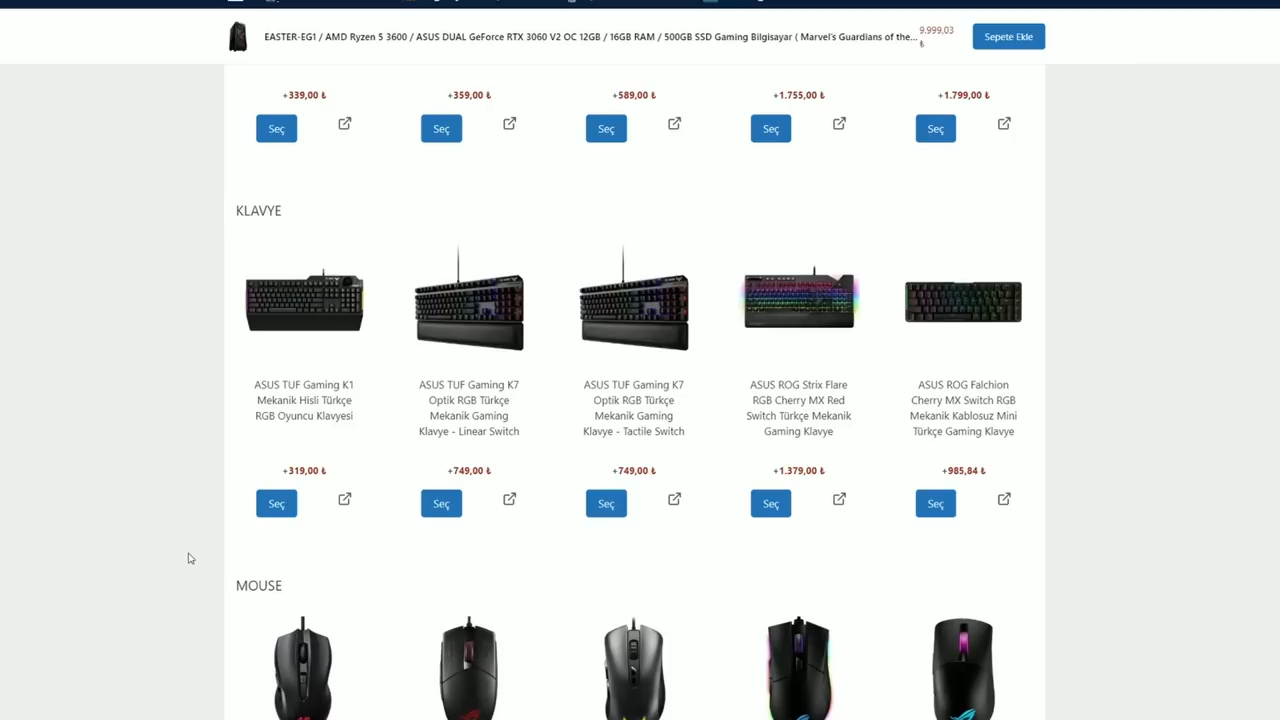 EASTER-EG1 / AMD Ryzen 5 3600 / ASUS DUAL GeForce RTX 3060 V2 OC 12GB / 16GB RAM / 500GB SSD Gaming Bilgisayar ( Marvel's Guardians of the...
9.999,03
₺
Sepete Ekle
+339,00 ₺
+359,00 ₺
+589,00 ₺
+1.755,00 ₺
+1.799,00 ₺
Seç
Seç
Seç
Seç
Seç
KLAVYE
ASUS TUF Gaming K1
Mekanik Hisli Türkçe
RGB Oyuncu Klavyesi
ASUS TUF Gaming K7
Optik RGB Türkçe
Mekanik Gaming
Klavye - Linear Switch
ASUS TUF Gaming K7
Optik RGB Türkçe
Mekanik Gaming
Klavye - Tactile Switch
ASUS ROG Strix Flare
RGB Cherry MX Red
Switch Türkçe Mekanik
Gaming Klavye
ASUS ROG Falchion
Cherry MX Switch RGB
Mekanik Kablosuz Mini
Türkçe Gaming Klavye
+319,00 ₺
+749,00 ₺
+749,00 ₺
+1.379,00 ₺
+985,84 ₺
Seç
Seç
Seç
Seç
Seç
MOUSE